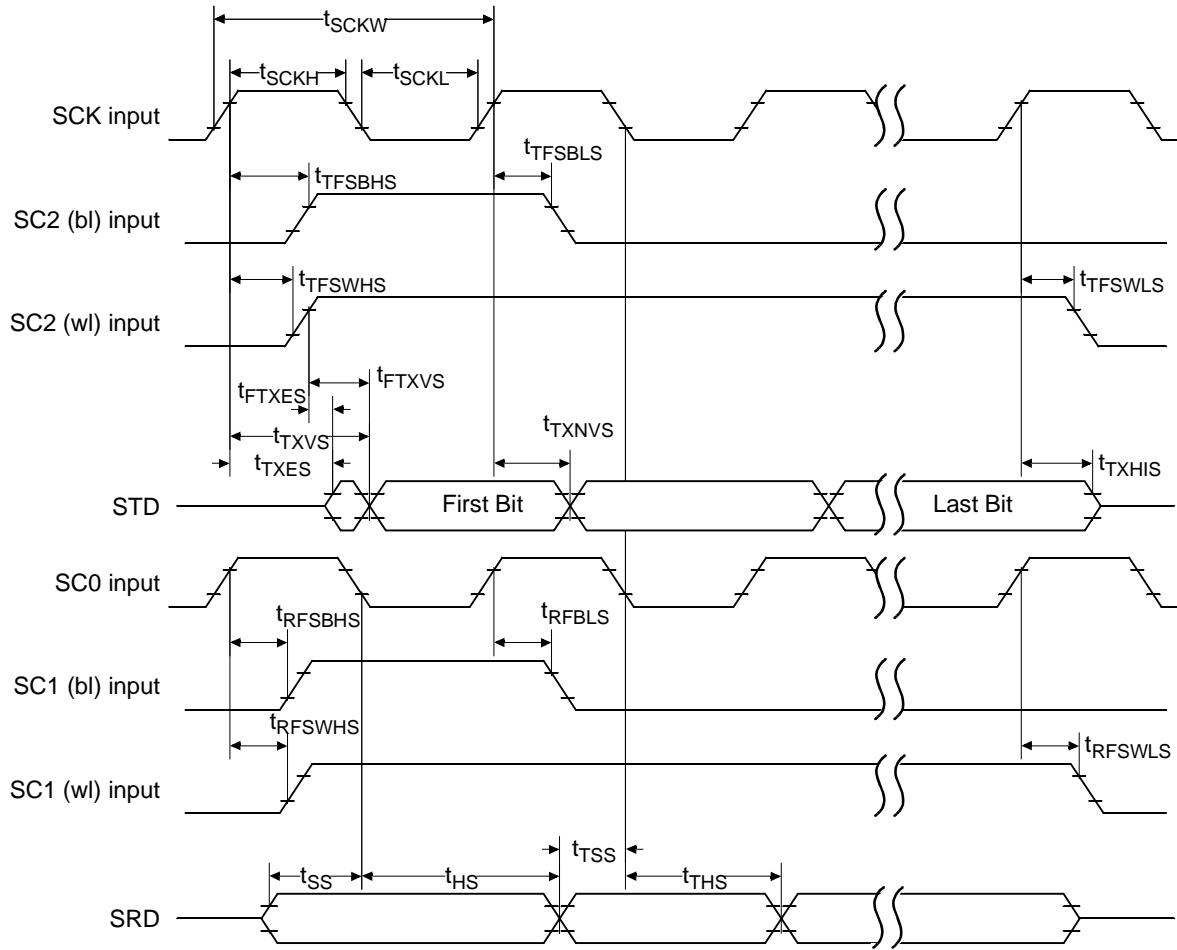 tSCKW
tSCKH tSCKL
SCK input
tTFSBHS tTFSBLS
SC2 (bl) input
tTFSWHS tTFSWLS
SC2 (wl) input
tFTXES tFTXVS
tTXVS tTXNVS
tTXES tTXHIS
STD First Bit Last Bit
SC0 input
tRFSBHS tRFBLS
SC1 (bl) input
tRFSWHS tRFSWLS
SC1 (wl) input
tTSS
tSS tHS tTHS
SRD